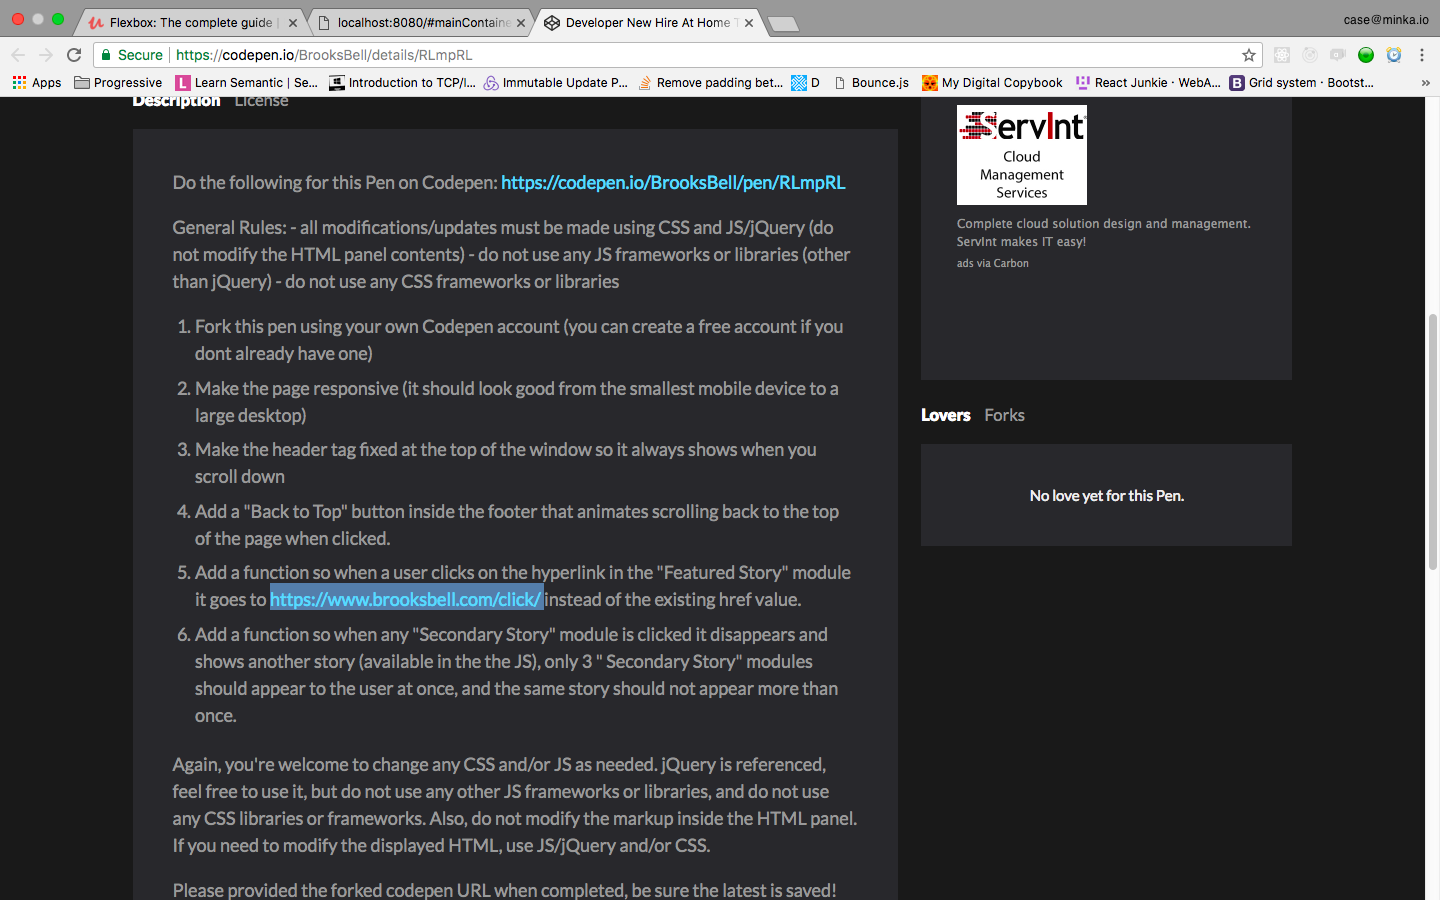 Flexbox: The complete guide
localhost:8080/#mainContaine
Developer New Hire At Home T
case@minka.io
Secure
https://codepen.io/BrooksBell/details/RLmpRL
Apps
Progressive
Learn Semantic | Se...
Introduction to TCP/I...
Immutable Update P...
Remove padding bet...
D
Bounce.js
My Digital Copybook
React Junkie · WebA...
Grid system · Bootst...
»
Description License
Do the following for this Pen on Codepen: https://codepen.io/BrooksBell/pen/RLmpRL
General Rules: - all modifications/updates must be made using CSS and JS/jQuery (do
not modify the HTML panel contents) - do not use any JS frameworks or libraries (other
than jQuery) - do not use any CSS frameworks or libraries
1. Fork this pen using your own Codepen account (you can create a free account if you
dont already have one)
2. Make the page responsive (it should look good from the smallest mobile device to a
large desktop)
3. Make the header tag fixed at the top of the window so it always shows when you
scroll down
4. Add a "Back to Top" button inside the footer that animates scrolling back to the top
of the page when clicked.
5. Add a function so when a user clicks on the hyperlink in the "Featured Story" module
it goes to https://www.brooksbell.com/click/ instead of the existing href value.
6. Add a function so when any "Secondary Story" module is clicked it disappears and
shows another story (available in the the JS), only 3 " Secondary Story" modules
should appear to the user at once, and the same story should not appear more than
once.
Again, you're welcome to change any CSS and/or JS as needed. jQuery is referenced,
feel free to use it, but do not use any other JS frameworks or libraries, and do not use
any CSS libraries or frameworks. Also, do not modify the markup inside the HTML panel.
If you need to modify the displayed HTML, use JS/jQuery and/or CSS.
Please provided the forked codepen URL when completed, be sure the latest is saved!
ServInt
Cloud
Management
Services
Complete cloud solution design and management.
ServInt makes IT easy!
ads via Carbon
Lovers Forks
No love yet for this Pen.